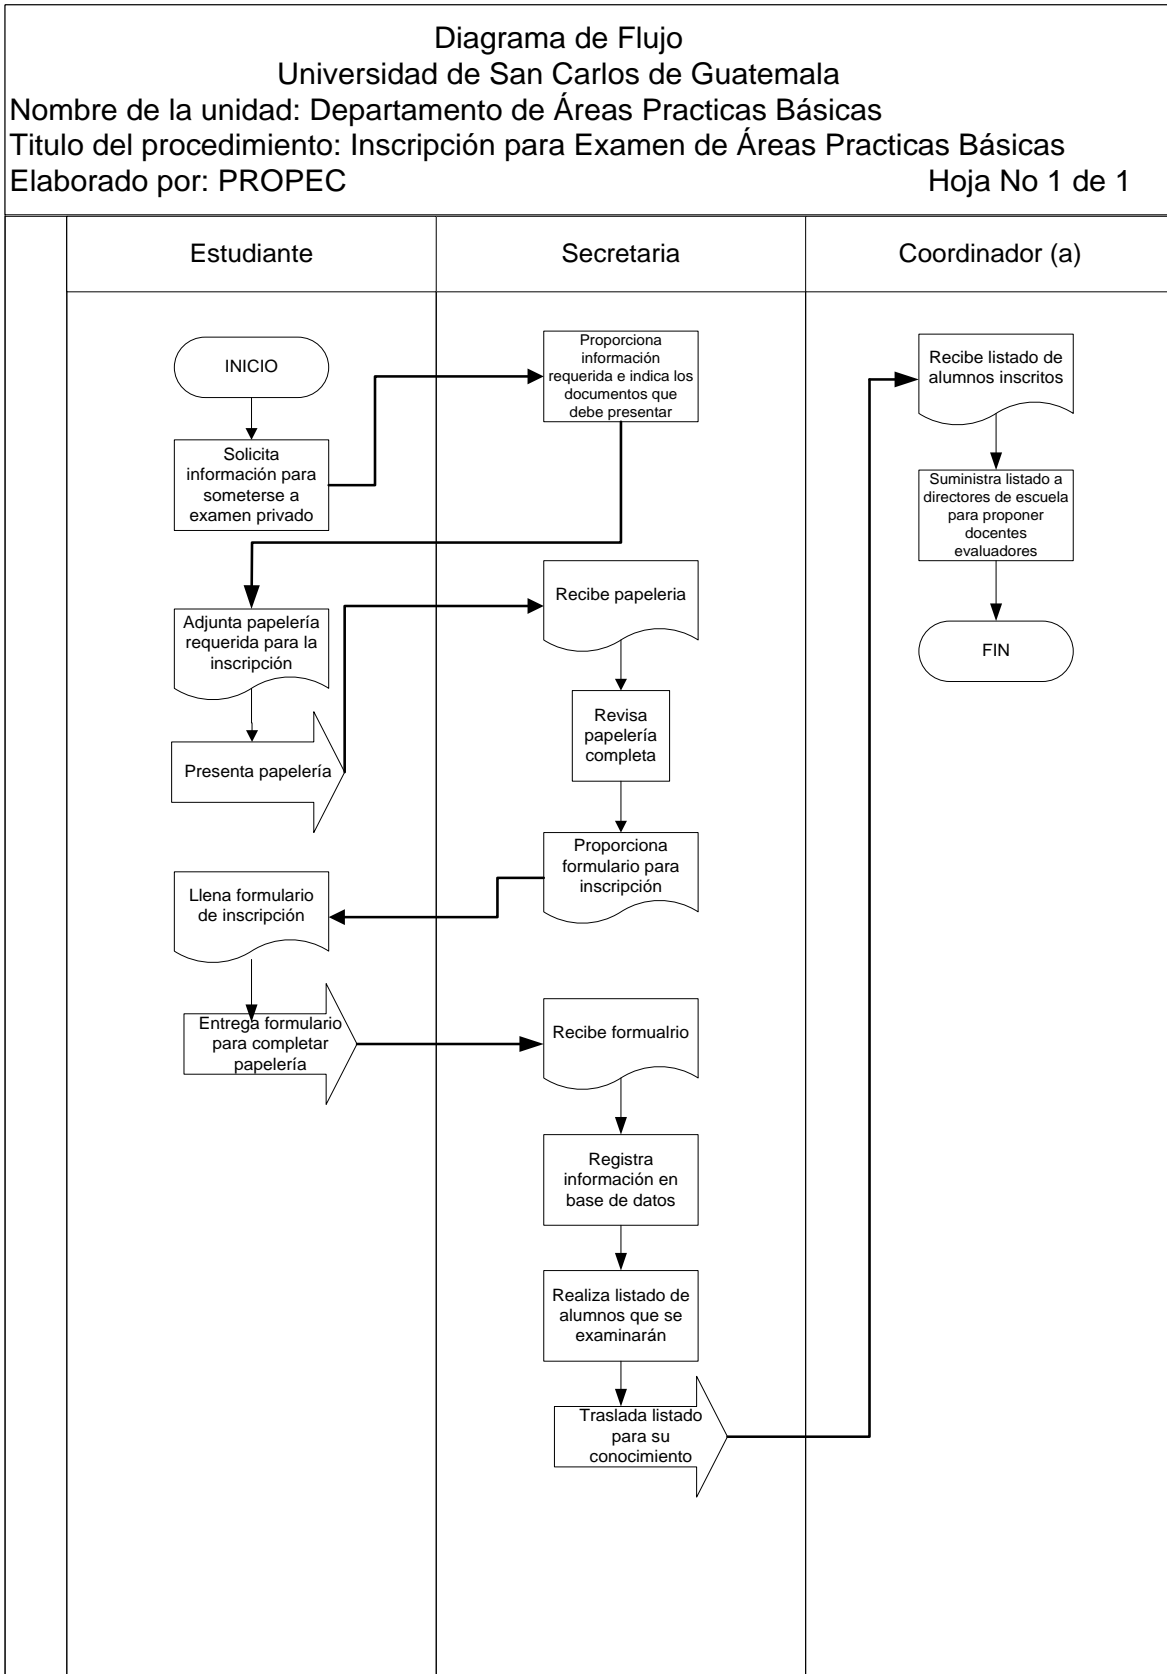 Diagrama de Flujo
Universidad de San Carlos de Guatemala
Nombre de la unidad: Departamento de Áreas Practicas Básicas
Titulo del procedimiento: Inscripción para Examen de Áreas Practicas Básicas
Elaborado por: PROPEC Hoja No 1 de 1
Estudiante
Secretaria
Coordinador (a)
INICIO
Solicita
información para
someterse a
examen privado
Proporciona
información
requerida e indica los
documentos que
debe presentar
Adjunta papelería
requerida para la
inscripción
Presenta papelería
Recibe papeleria
Revisa
papelería
completa
Proporciona
formulario para
inscripción
Llena formulario
de inscripción
Entrega formulario
para completar
papelería
Recibe formualrio
Registra
información en
base de datos
Realiza listado de
alumnos que se
examinarán
Traslada listado
para su
conocimiento
Recibe listado de
alumnos inscritos
Suministra listado a
directores de escuela
para proponer
docentes
evaluadores
FIN